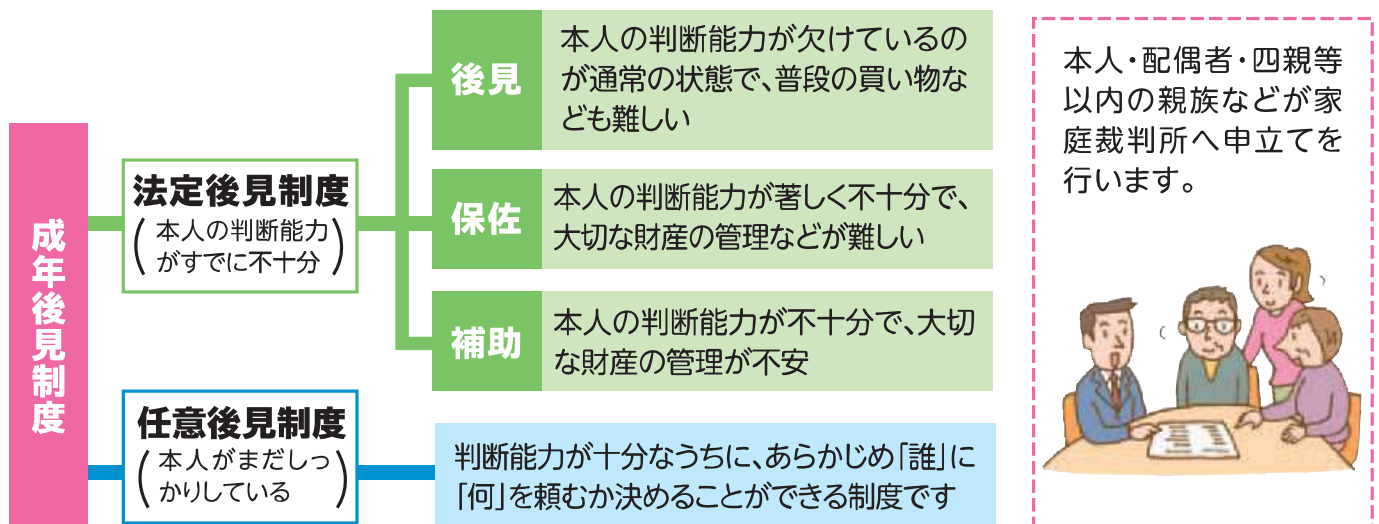 成年後見制度
法定後見制度
(本人の判断能力
がすでに不十分)
後見
本人の判断能力が欠けているの
が通常の状態で、普段の買い物な
ども難しい
保佐
本人の判断能力が著しく不十分で、
大切な財産の管理などが難しい
補助
本人の判断能力が不十分で、大切
な財産の管理が不安
任意後見制度
(本人がまだしっ
かりしている)
判断能力が十分なうちに、あらかじめ「誰」に
「何」を頼むか決めることができる制度です
本人・配偶者・四親等
以内の親族などが家
庭裁判所へ申立てを
行います。